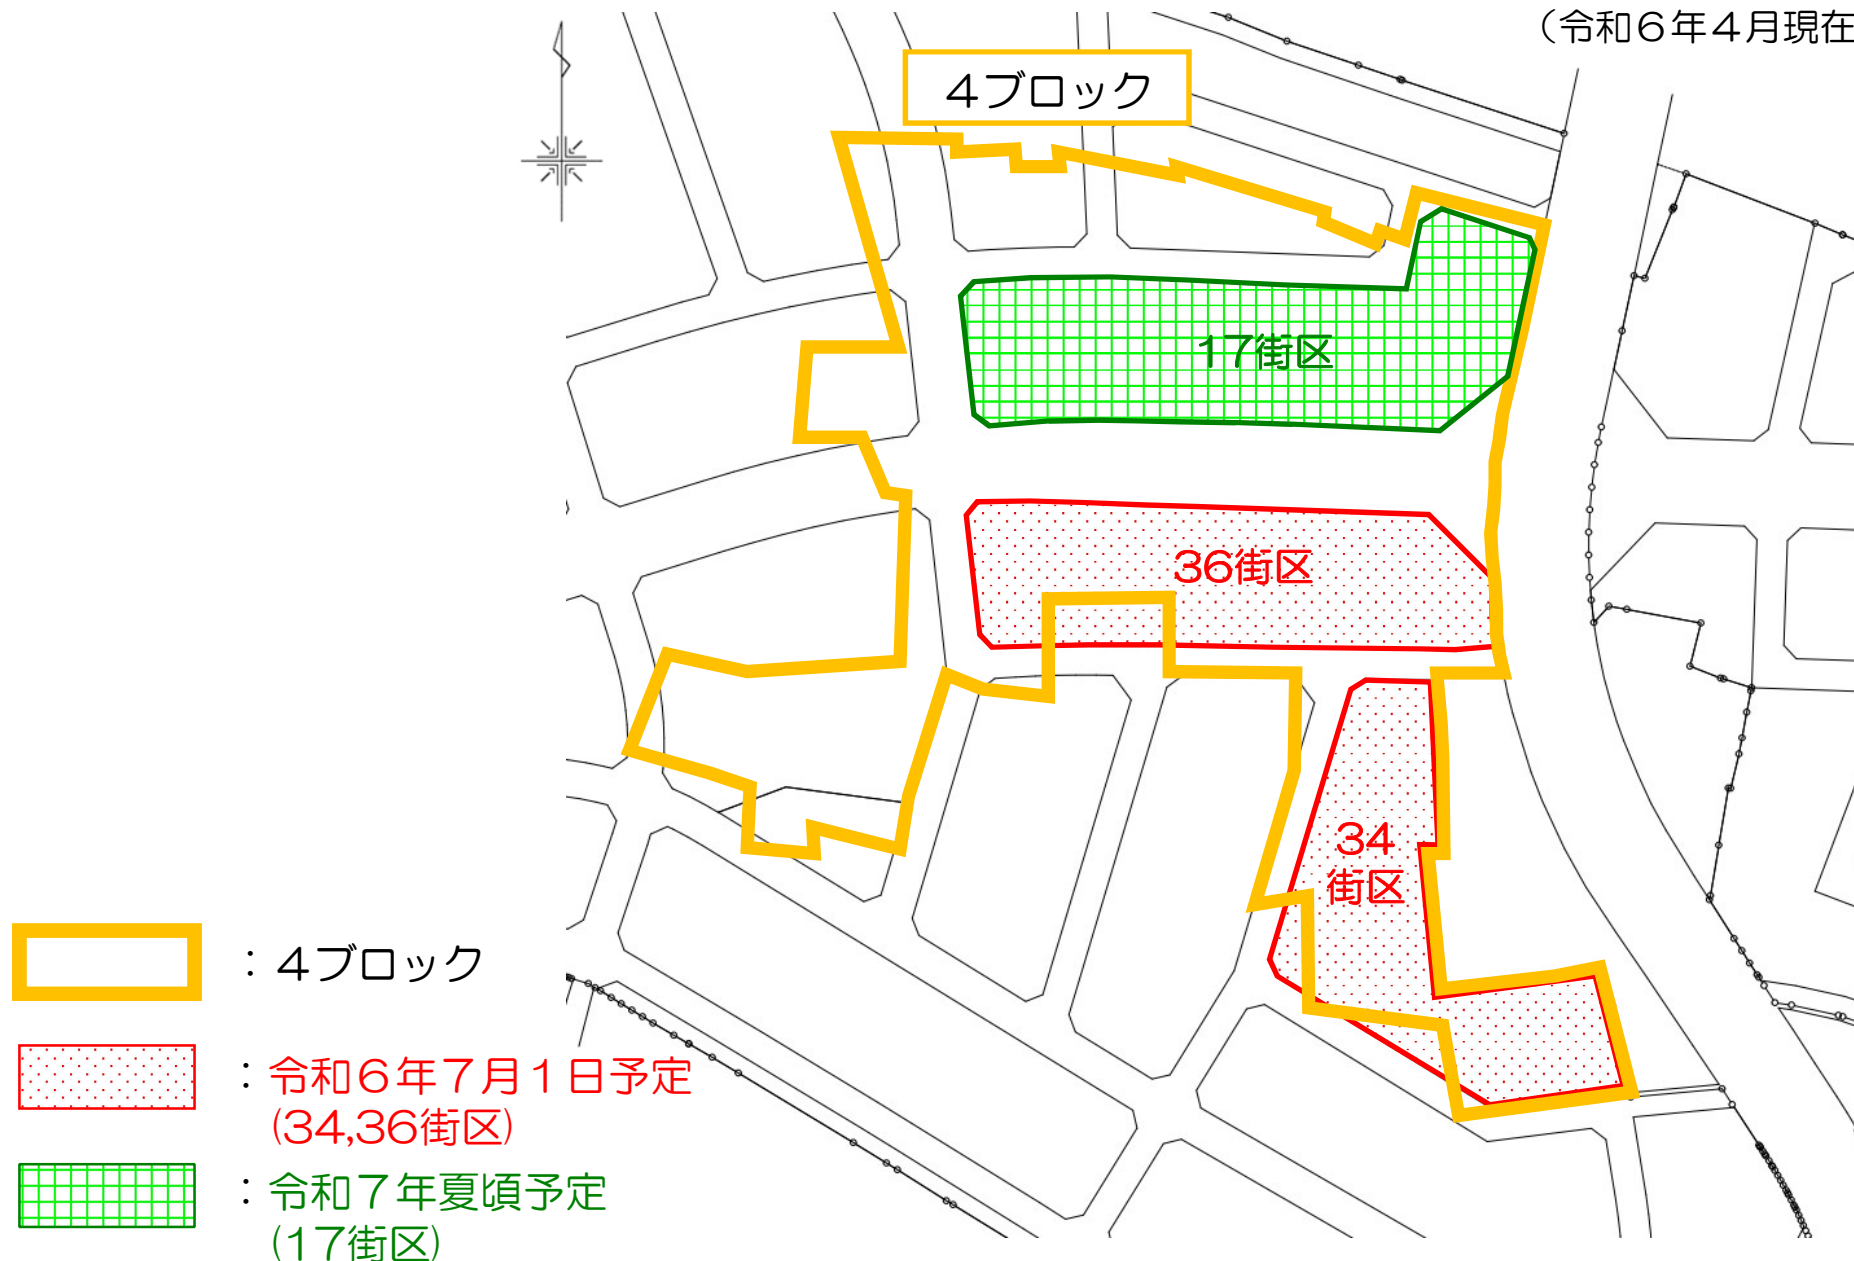 （令和６年４月現在
４ブロック
17街区
36街区
34
街区
：４ブロック
：令和６年７月１日予定
(34,36街区)
：令和７年夏頃予定
(17街区)